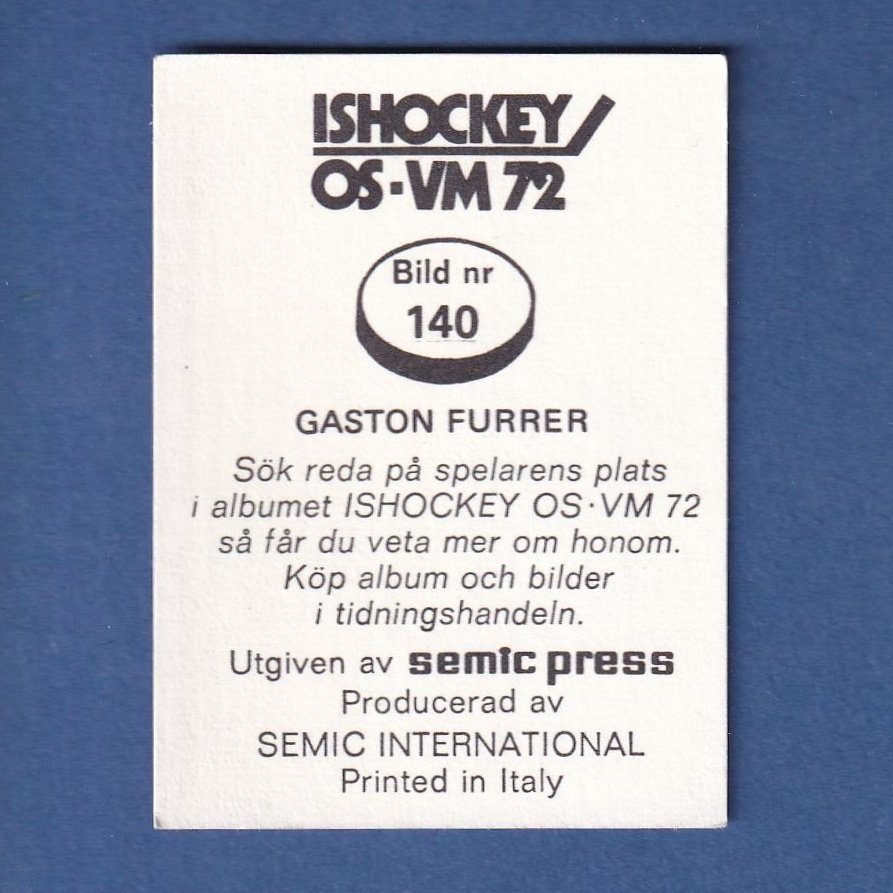 ISHOCKEY
OS·VM 72
Bild nr
140
GASTON FURRER
Sök reda på spelarens plats
i albumet ISHOCKEY OS·VM 72
så får du veta mer om honom.
Köp album och bilder
i tidningshandeln.
Utgiven av semic press
Producerad av
SEMIC INTERNATIONAL
Printed in Italy